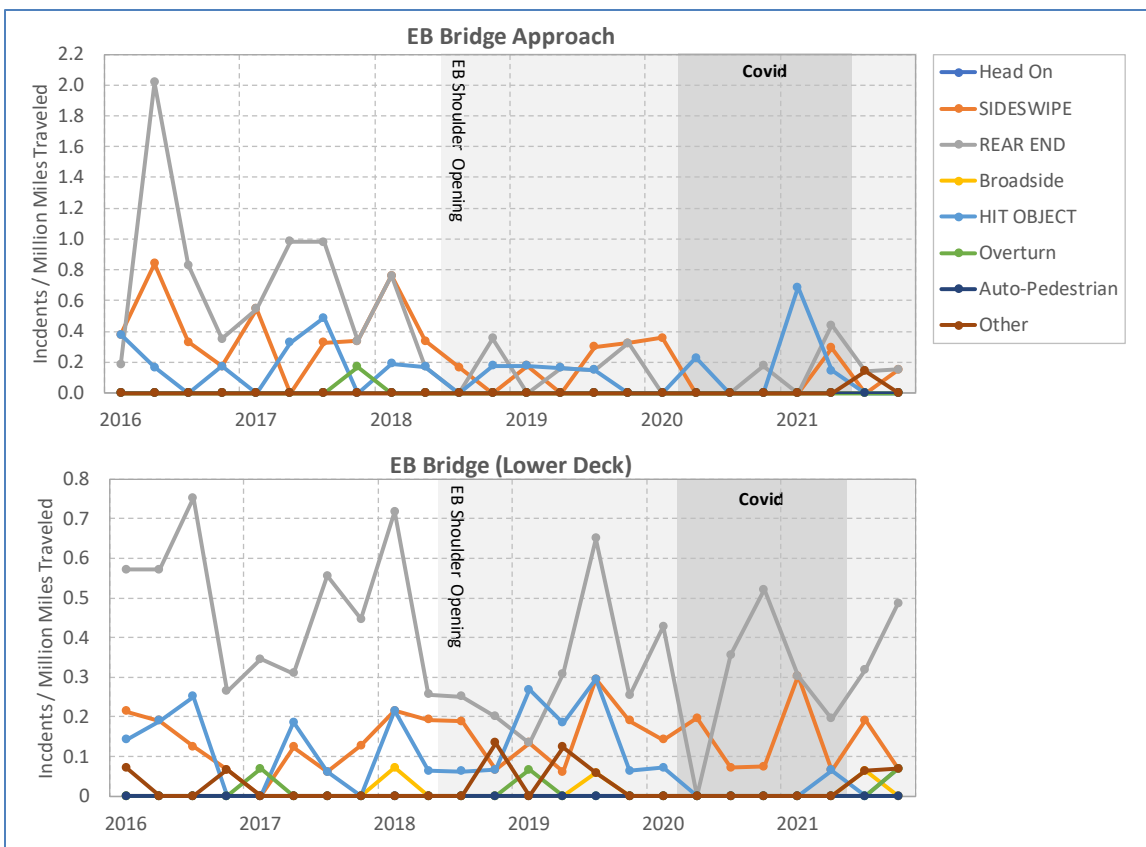 EB Bridge Approach
Incdents / Million Miles Traveled
2.2
2.0
1.8
1.6
1.4
1.2
1.0
0.8
0.6
0.4
0.2
0.0
EB Shoulder Opening
Covid
2016
2017
2018
2019
2020
2021
Head On
SIDESWIPE
REAR END
Broadside
HIT OBJECT
Overturn
Auto-Pedestrian
Other
EB Bridge (Lower Deck)
Incdents / Million Miles Traveled
0.8
0.7
0.6
0.5
0.4
0.3
0.2
0.1
0
EB Shoulder Opening
Covid
2016
2017
2018
2019
2020
2021